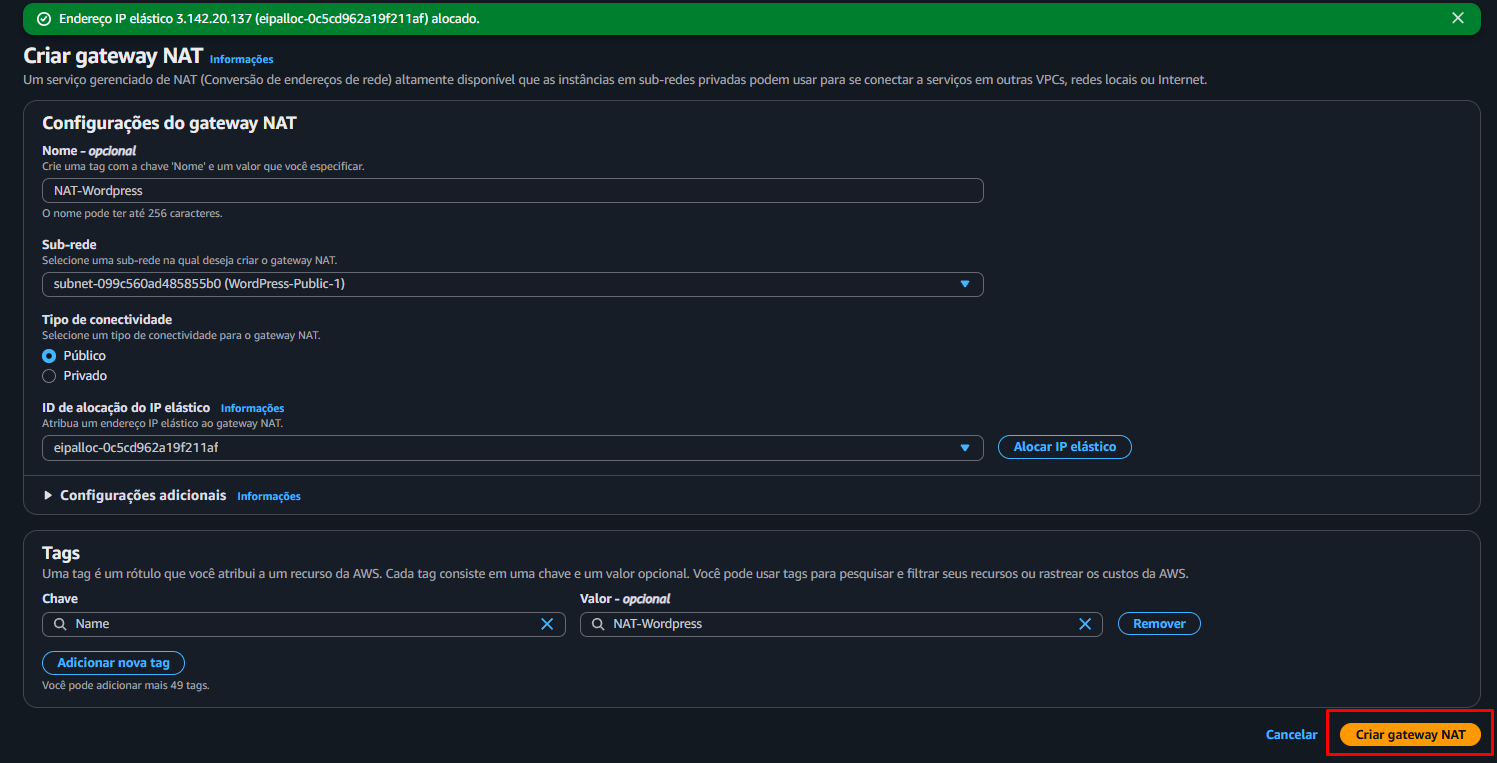 Endereço IP elástico 3.142.20.137 (eipalloc-0c5cd962a19f211af) alocado.
Criar gateway NAT Informações
Um serviço gerenciado de NAT (Conversão de endereços de rede) altamente disponível que as instâncias em sub-redes privadas podem usar para se conectar a serviços em outras VPCs, redes locais ou Internet.
Configurações do gateway NAT
Nome - opcional
Crie uma tag com a chave 'Nome' e um valor que você especificar.
NAT-Wordpress
O nome pode ter até 256 caracteres.
Sub-rede
Selecione uma sub-rede na qual deseja criar o gateway NAT.
subnet-099c560ad485855b0 (WordPress-Public-1)
Tipo de conectividade
Selecione um tipo de conectividade para o gateway NAT.
Público
Privado
ID de alocação do IP elástico Informações
Atribua um endereço IP elástico ao gateway NAT.
eipalloc-0c5cd962a19f211af Alocar IP elástico
Configurações adicionais Informações
Tags
Uma tag é um rótulo que você atribui a um recurso da AWS. Cada tag consiste em uma chave e um valor opcional. Você pode usar tags para pesquisar e filtrar seus recursos ou rastrear os custos da AWS.
Chave Valor - opcional
Name NAT-Wordpress Remover
Adicionar nova tag
Você pode adicionar mais 49 tags.
Cancelar Criar gateway NAT